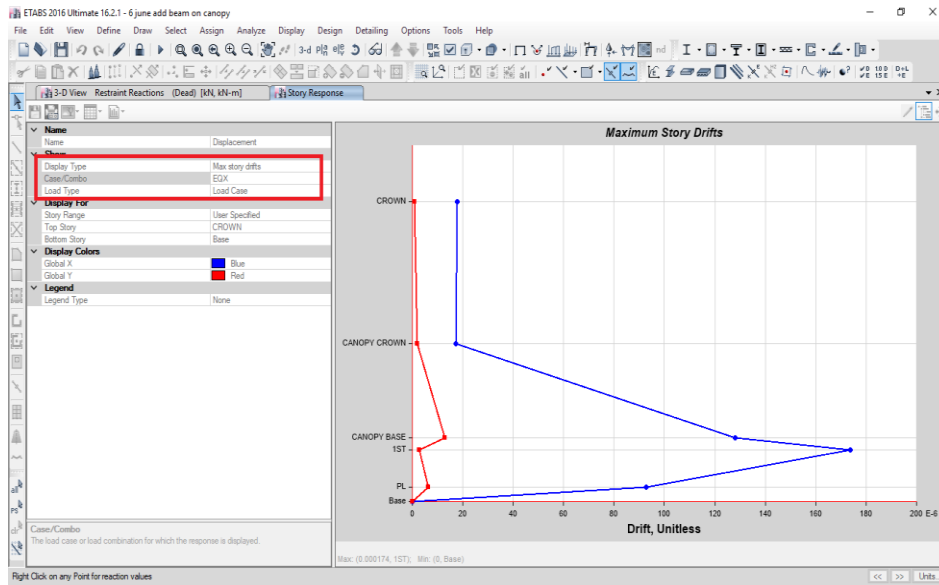 ETABS 2016 Ultimate 16.2.1 - 6 june add beam on canopy
File Edit View Define Draw Select Assign Analyze Display Design Detailing Options Tools Help
3-d
nd
3-D View Restraint Reactions (Dead) [kN, kN-m] Story Response
Name
Name Displacement
Show
Display Type Max story drifts
Case/Combo EQX
Load Type Load Case
Display For
Story Range User Specified
Top Story CROWN
Bottom Story Base
Display Colors
Global X Blue
Global Y Red
Legend
Legend Type None
Case/Combo
The load case or load combination for which the response is displayed.
Maximum Story Drifts
CROWN
CANOPY CROWN
CANOPY BASE
1ST
PL
Base
0 20 40 60 80 100 120 140 160 180 200 E-6
Drift, Unitless
Max: (0.000174, 1ST); Min: (0, Base)
all
PS
clr
Right Click on any Point for reaction values
<< >> Units...